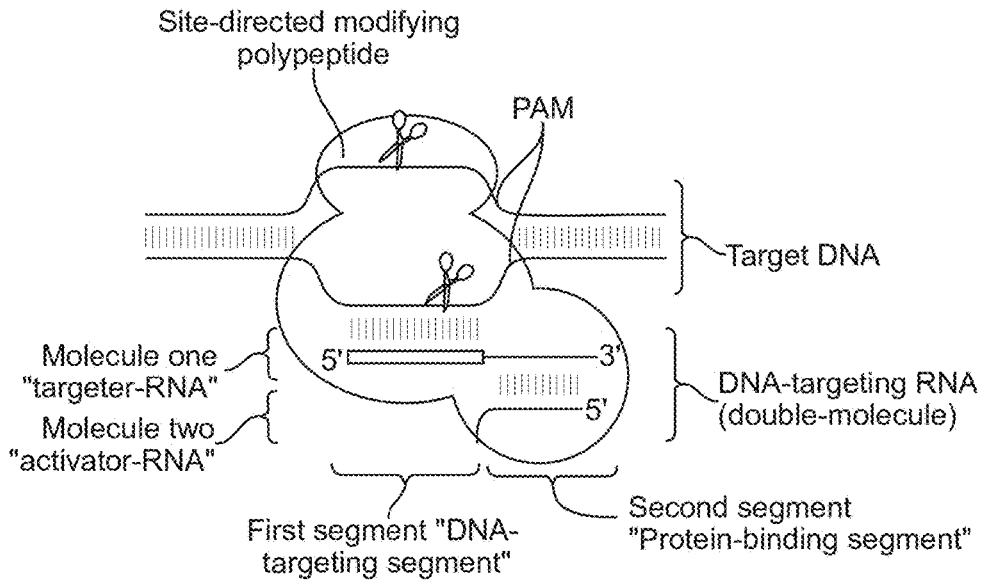 Site-directed modifying
polypeptide
PAM
Target DNA
Molecule one
"targeter-RNA"
5'
3'
Molecule two
"activator-RNA"
5'
DNA-targeting RNA
(double-molecule)
First segment "DNA-
targeting segment"
Second segment
"Protein-binding segment"